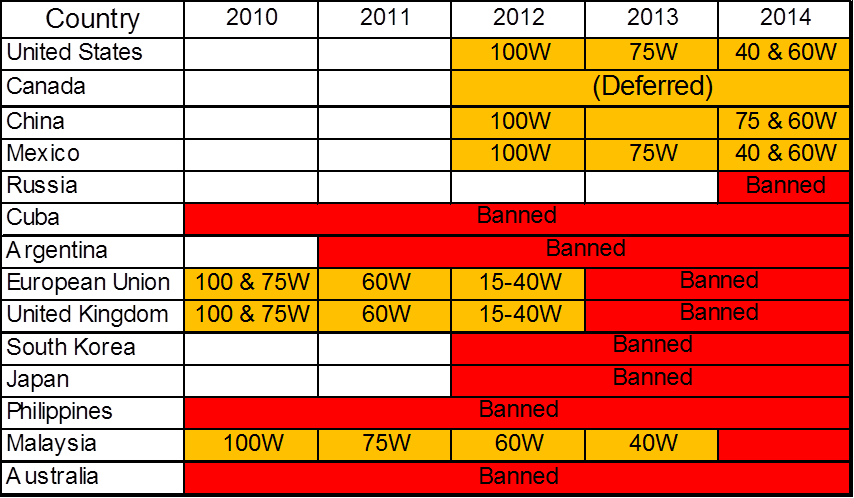 Country 2010 2011 2012 2013 2014
United States 100W 75W 40 & 60W
Canada (Deferred)
China 100W 75 & 60W
Mexico 100W 75W 40 & 60W
Russia Banned
Cuba Banned
Argentina Banned
European Union 100 & 75W 60W 15-40W Banned
United Kingdom 100 & 75W 60W 15-40W Banned
South Korea Banned
Japan Banned
Philippines Banned
Malaysia 100W 75W 60W 40W
Australia Banned